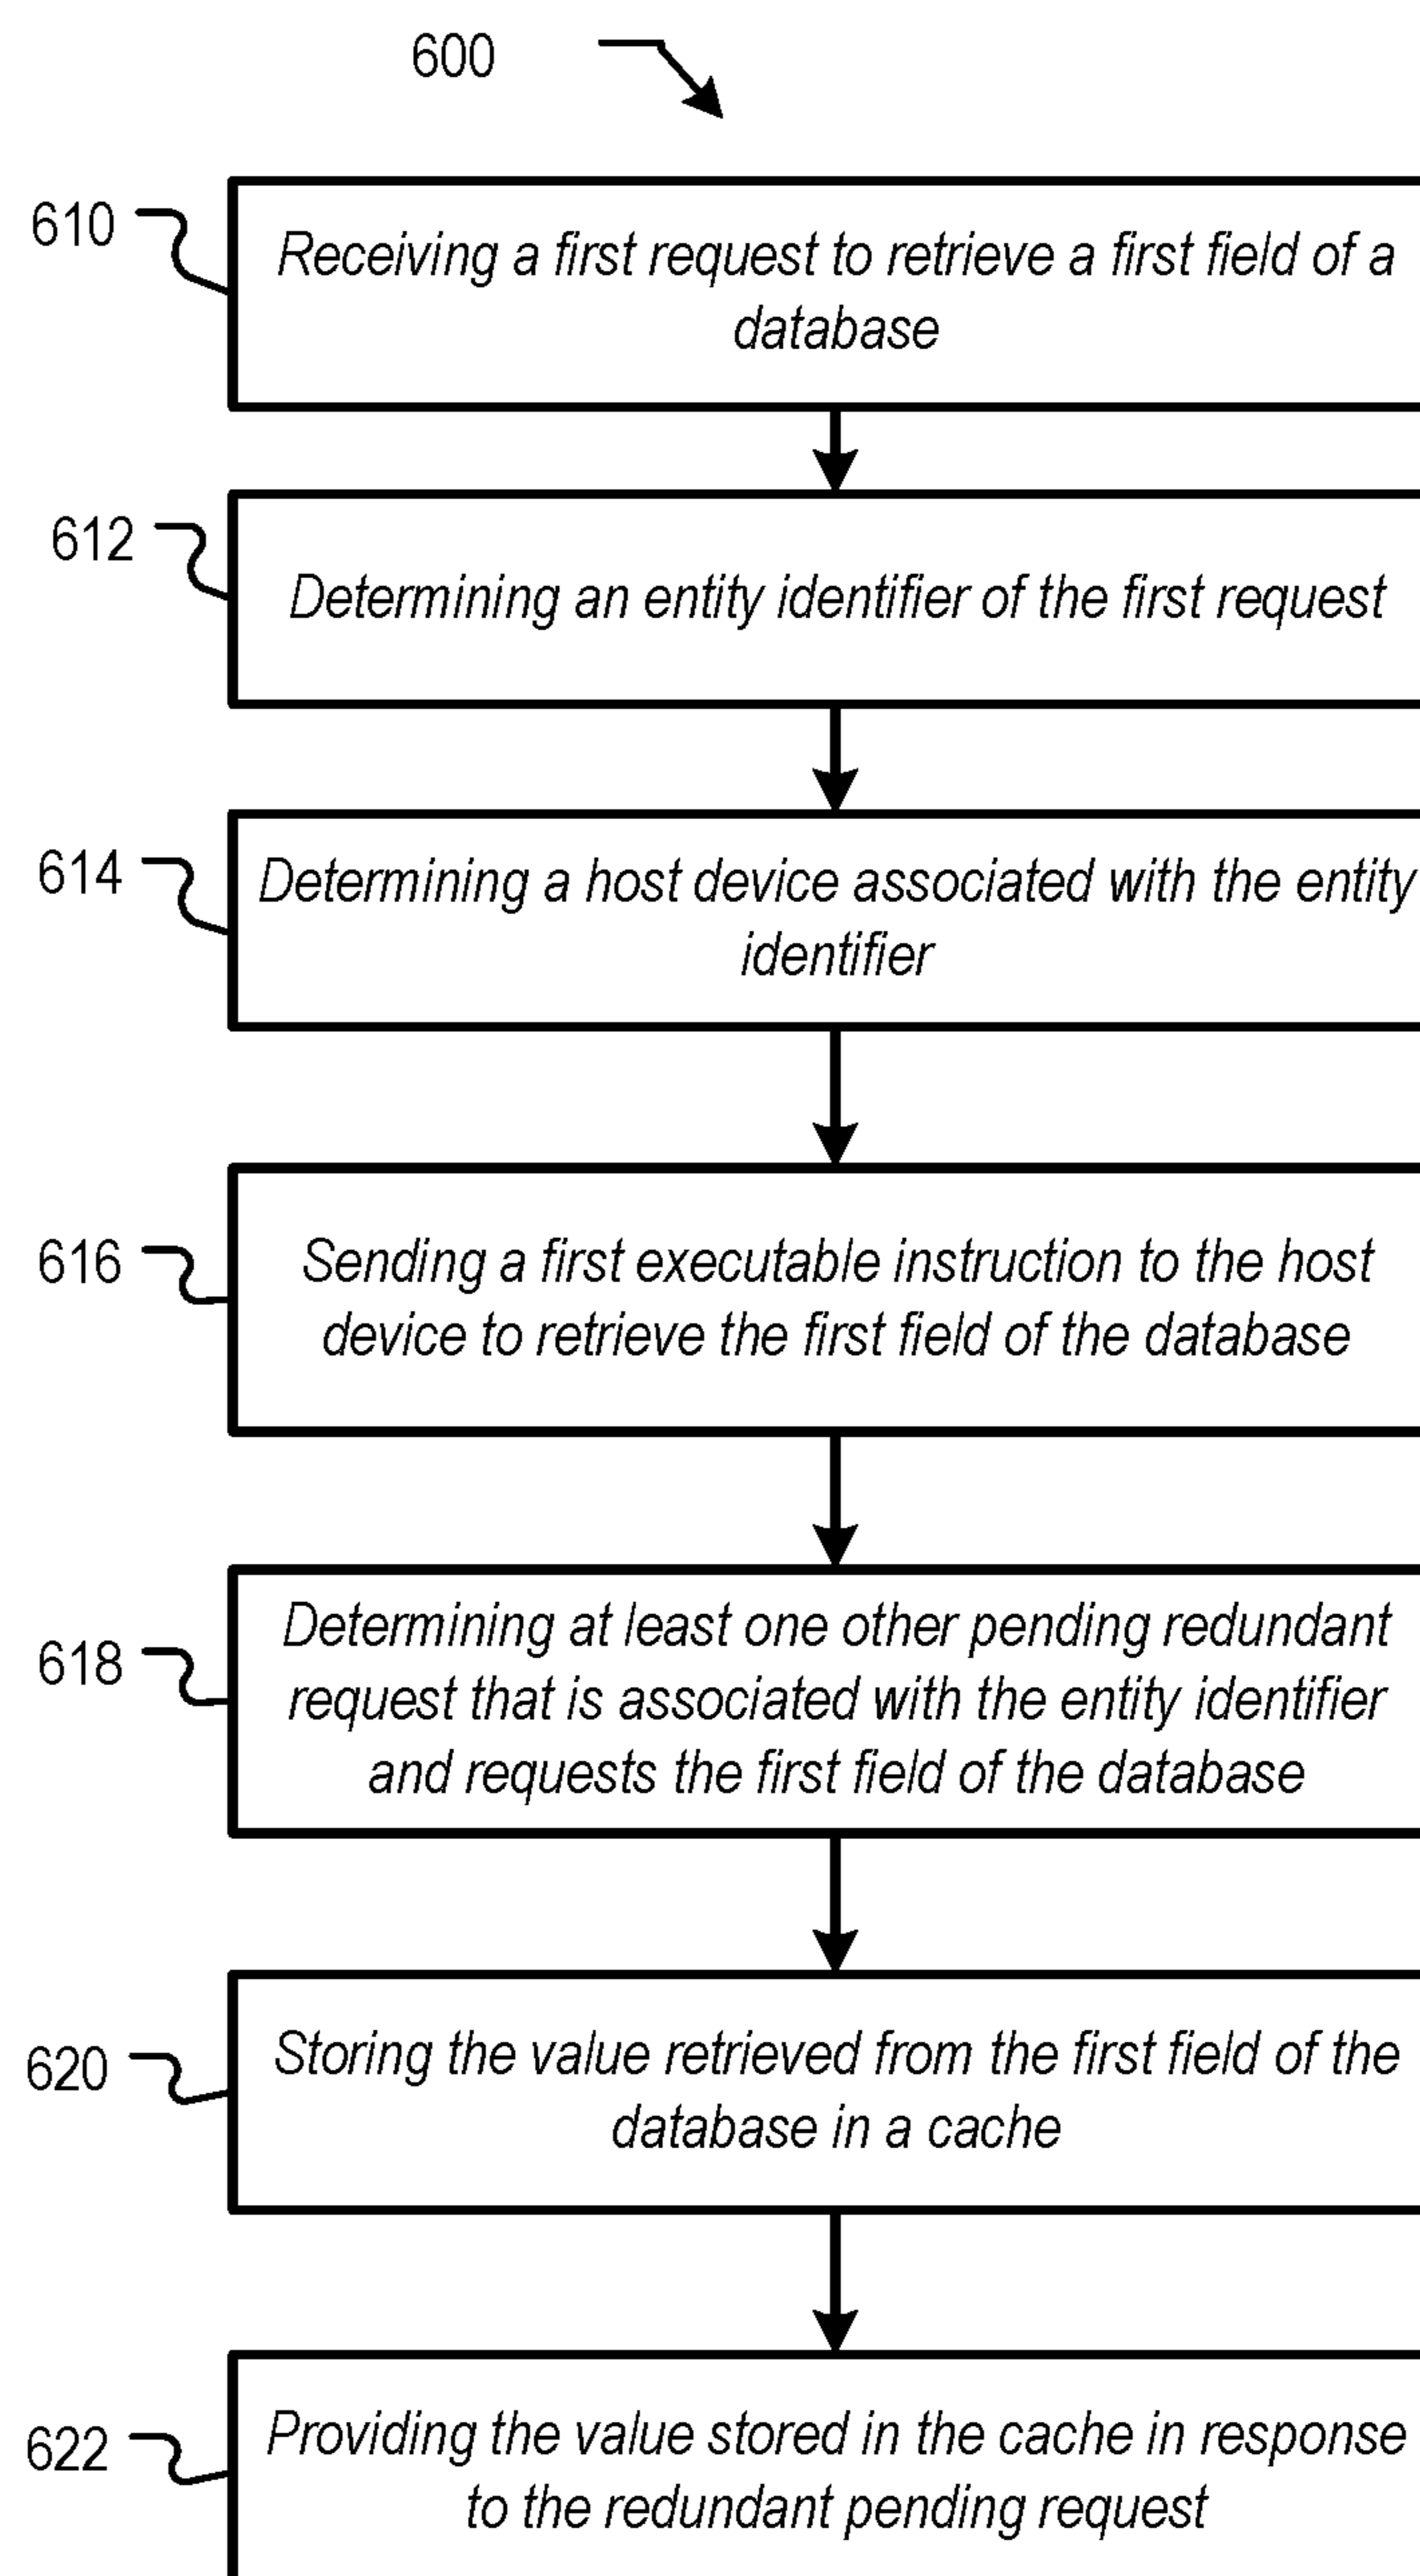 600
610
Receiving a first request to retrieve a first field of a
database
612
Determining an entity identifier of the first request
614
Determining a host device associated with the entity
identifier
616
Sending a first executable instruction to the host
device to retrieve the first field of the database
618
Determining at least one other pending redundant
request that is associated with the entity identifier
and requests the first field of the database
620
Storing the value retrieved from the first field of the
database in a cache
622
Providing the value stored in the cache in response
to the redundant pending request